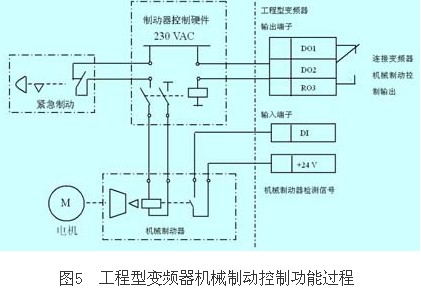 制动器控制硬件
230 VAC
工程型变频器
输出端子
DO1
DO2
RO3
连接变频器
机械制动控
制输出
紧急制动
输入端子
DI
+24 V
机械制动器检测信号
M
电机
机械制动器
图5 工程型变频器机械制动控制功能过程